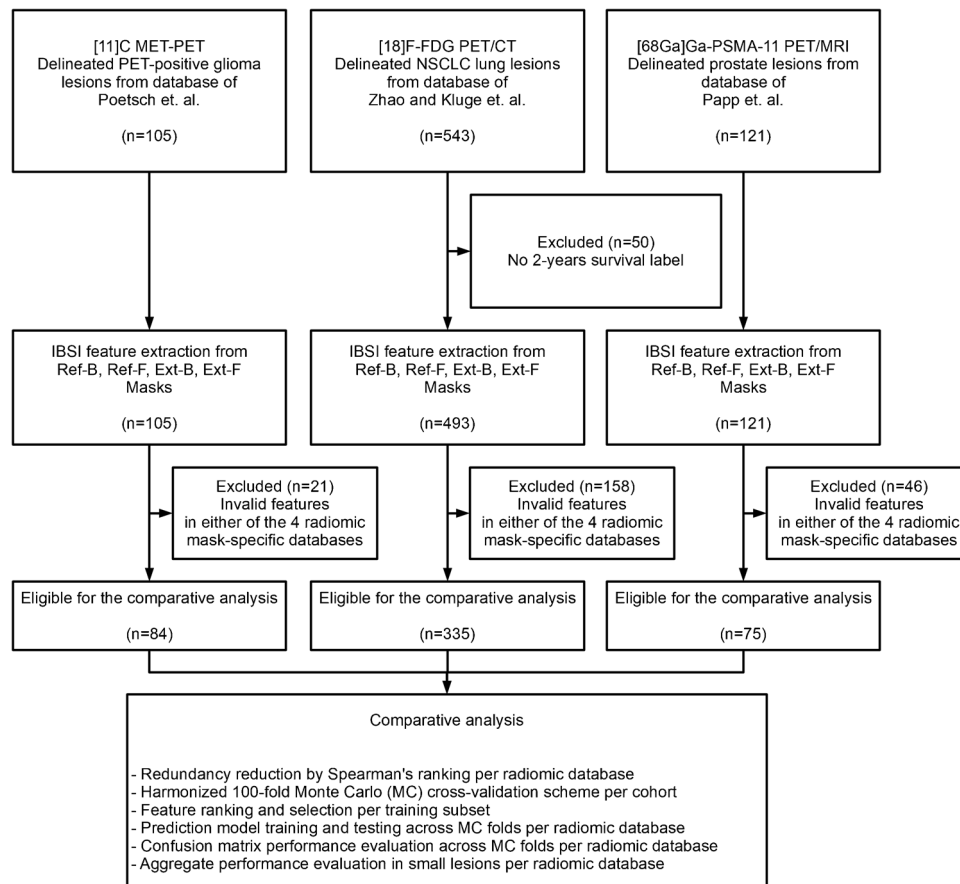 [11]C MET-PET
Delineated PET-positive glioma
lesions from database of
Poetsch et. al.
(n=105)
[18]F-FDG PET/CT
Delineated NSCLC lung lesions
from database of
Zhao and Kluge et. al.
(n=543)
[68Ga]Ga-PSMA-11 PET/MRI
Delineated prostate lesions from
database of
Papp et. al.
(n=121)
Excluded (n=50)
No 2-years survival label
IBSI feature extraction from
Ref-B, Ref-F, Ext-B, Ext-F
Masks
(n=105)
IBSI feature extraction from
Ref-B, Ref-F, Ext-B, Ext-F
Masks
(n=493)
IBSI feature extraction from
Ref-B, Ref-F, Ext-B, Ext-F
Masks
(n=121)
Excluded (n=21)
Invalid features
in either of the 4 radiomic
mask-specific databases
Excluded (n=158)
Invalid features
in either of the 4 radiomic
mask-specific databases
Excluded (n=46)
Invalid features
in either of the 4 radiomic
mask-specific databases
Eligible for the comparative analysis
(n=84)
Eligible for the comparative analysis
(n=335)
Eligible for the comparative analysis
(n=75)
Comparative analysis
- Redundancy reduction by Spearman's ranking per radiomic database
- Harmonized 100-fold Monte Carlo (MC) cross-validation scheme per cohort
- Feature ranking and selection per training subset
- Prediction model training and testing across MC folds per radiomic database
- Confusion matrix performance evaluation across MC folds per radiomic database
- Aggregate performance evaluation in small lesions per radiomic database